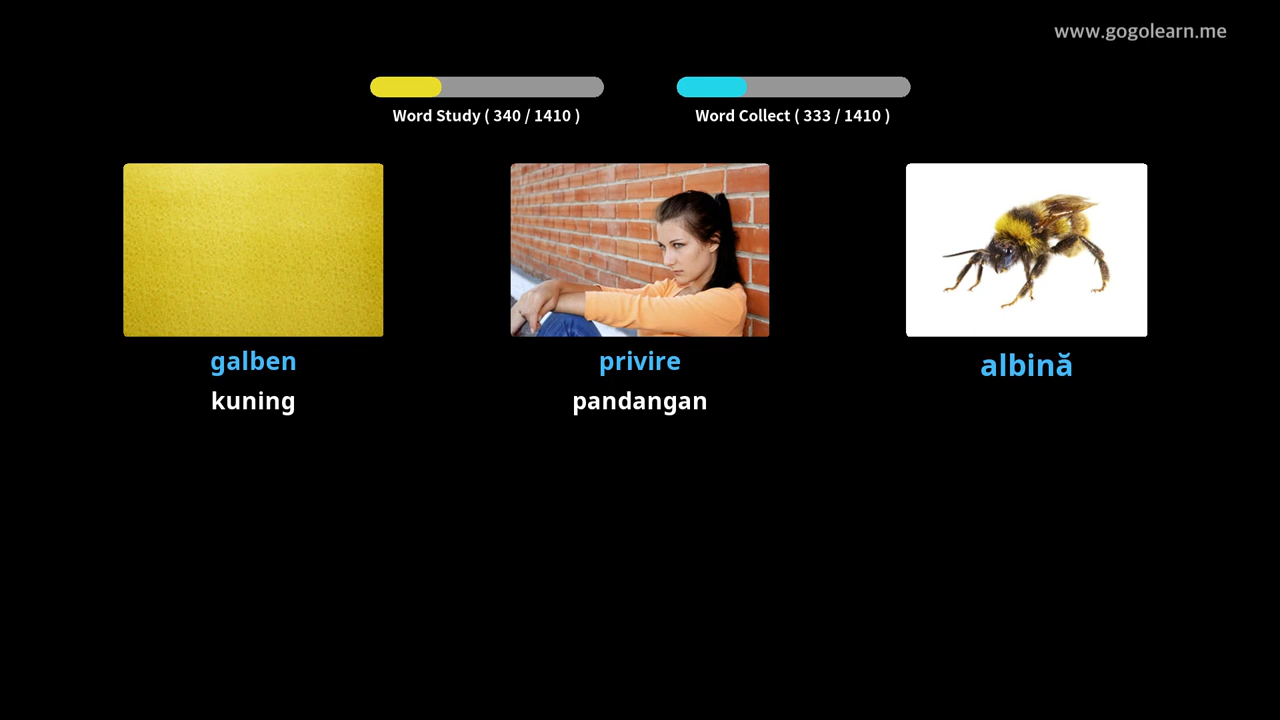 www.gogolearn.me
Word Study ( 340 / 1410 )
Word Collect ( 333 / 1410 )
galben
kuning
privire
pandangan
albină